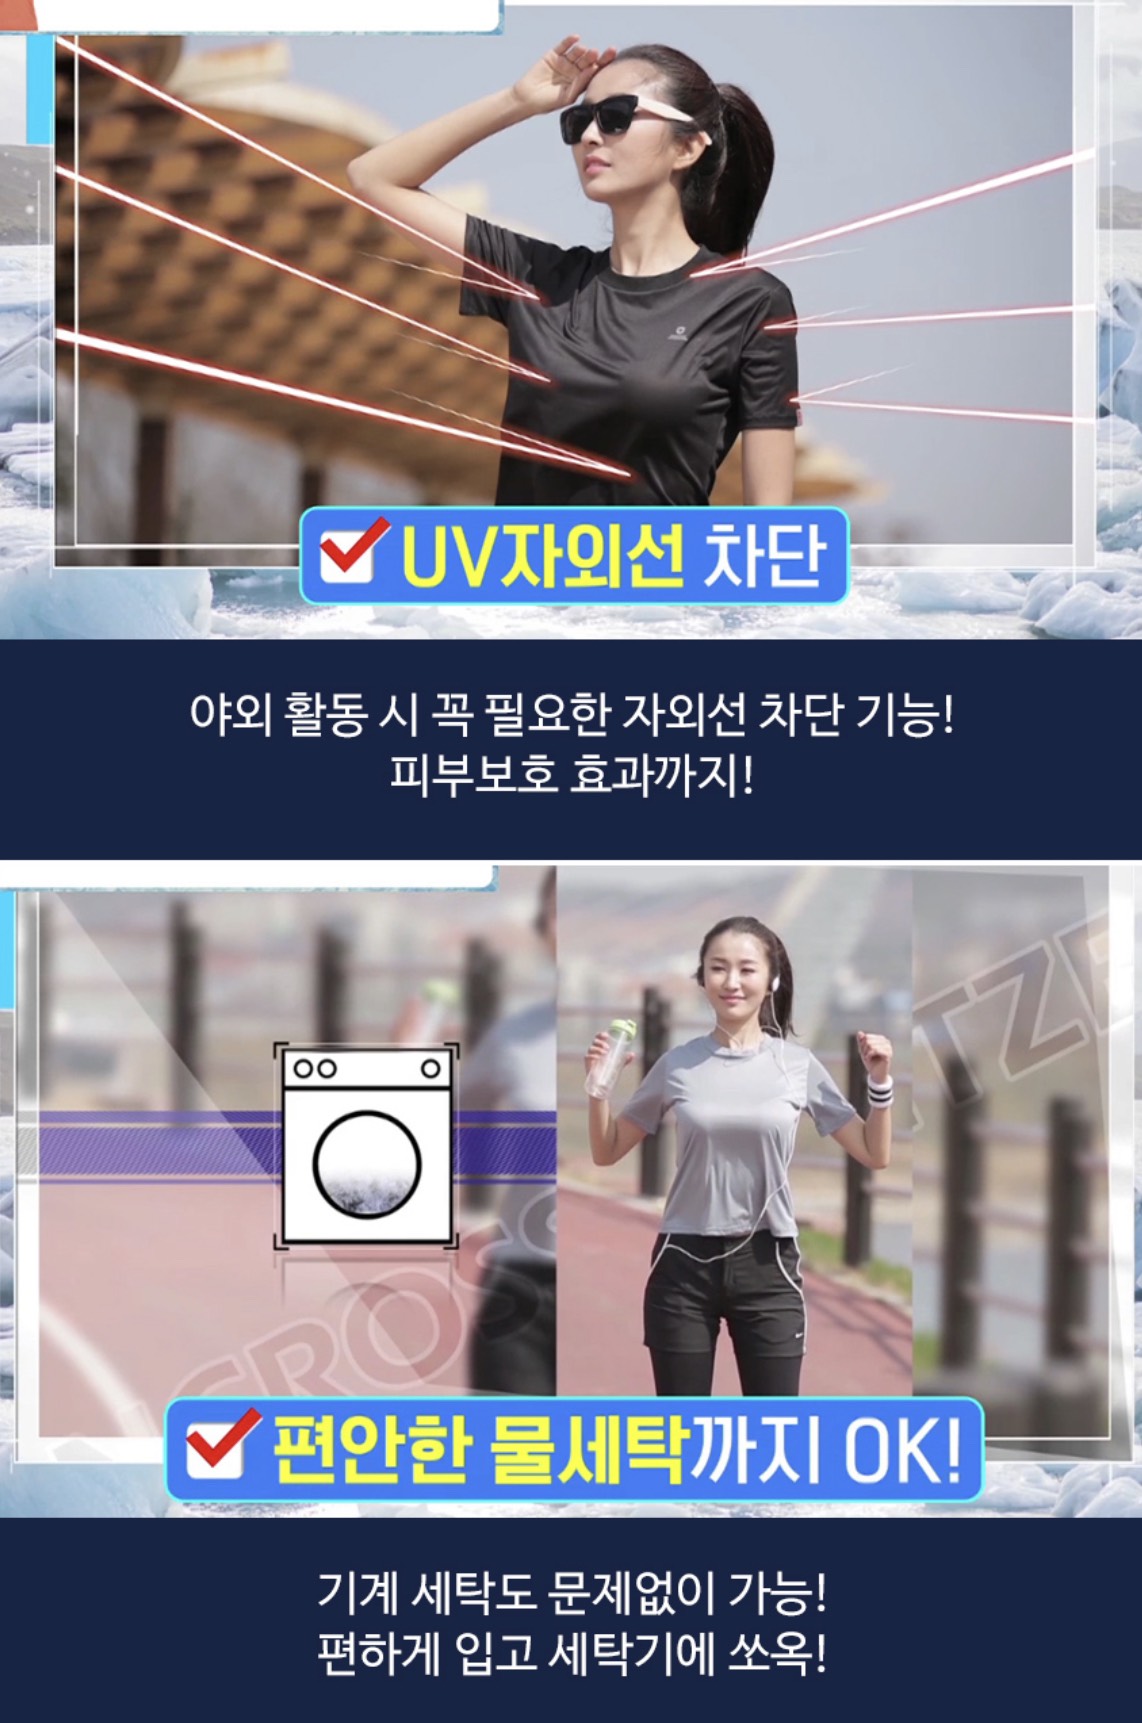 UV자외선 차단
야외 활동 시 꼭 필요한 자외선 차단 기능!
피부보호 효과까지!
편안한 물세탁까지 OK!
기계 세탁도 문제없이 가능!
편하게 입고 세탁기에 쏘옥!